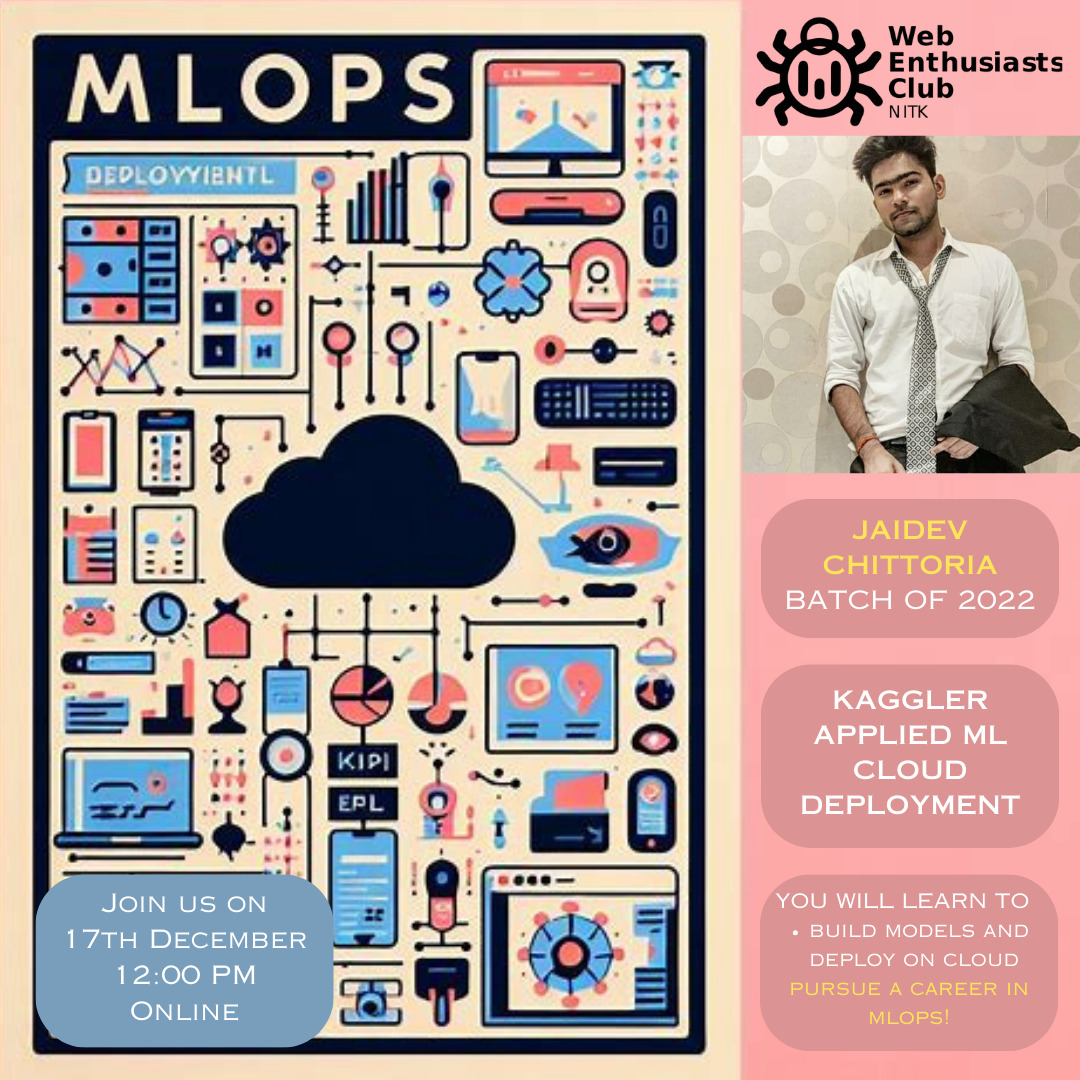 MLOPS
DEPLOVYIBNTL
KIPI
EPL
Join us on
17th December
12:00 PM
Online
Web
Enthusiasts
Club
NITK
JAIDEV
CHITTORIA
BATCH OF 2022
KAGGLER
APPLIED ML
CLOUD
DEPLOYMENT
YOU WILL LEARN TO
• BUILD MODELS AND
DEPLOY ON CLOUD
PURSUE A CAREER IN
MLOPS!